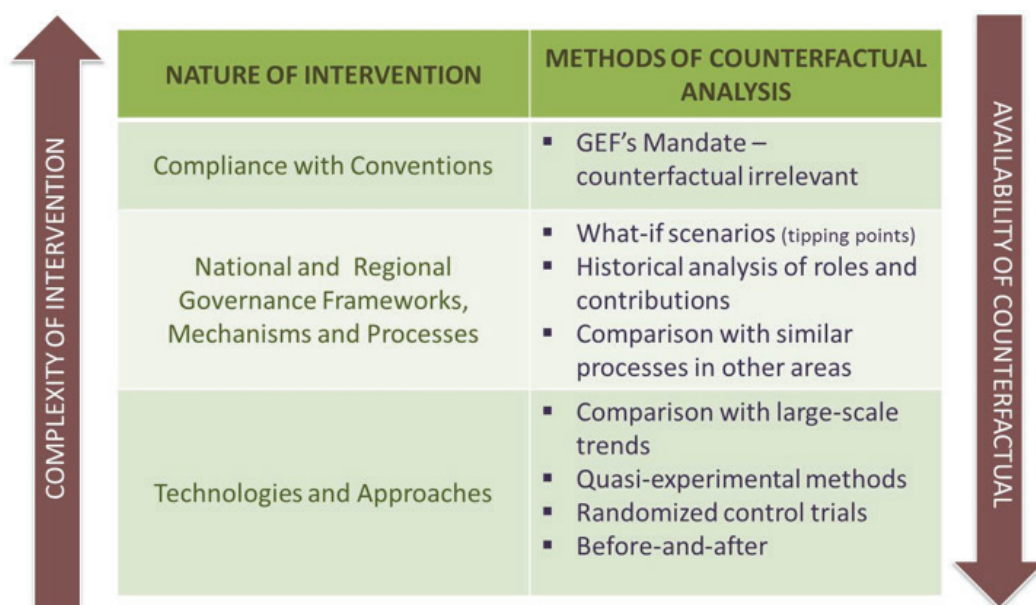 COMPLEXITY OF INTERVENTION
NATURE OF INTERVENTION
METHODS OF COUNTERFACTUAL
ANALYSIS
Compliance with Conventions
▪ GEF's Mandate –
counterfactual irrelevant
National and Regional
Governance Frameworks,
Mechanisms and Processes
▪ What-if scenarios (tipping points)
▪ Historical analysis of roles and
contributions
▪ Comparison with similar
processes in other areas
Technologies and Approaches
▪ Comparison with large-scale
trends
▪ Quasi-experimental methods
▪ Randomized control trials
▪ Before-and-after
AVAILABILITY OF COUNTERFACTUAL